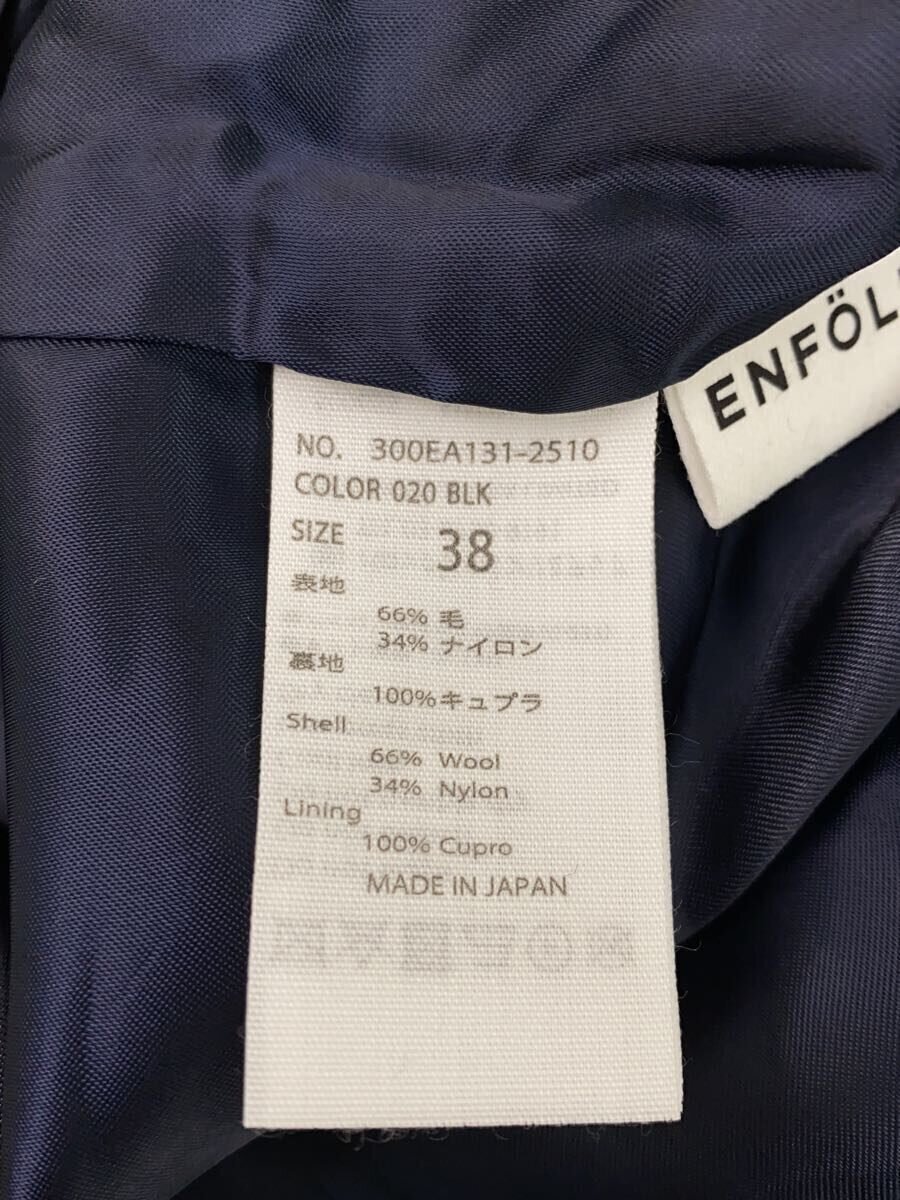 ENFÖL
NO. 300EA131-2510
COLOR 020 BLK
SIZE 38
表地
66% 毛
34% ナイロン
裏地
100%キュプラ
Shell
66% Wool
34% Nylon
Lining
100% Cupro
MADE IN JAPAN